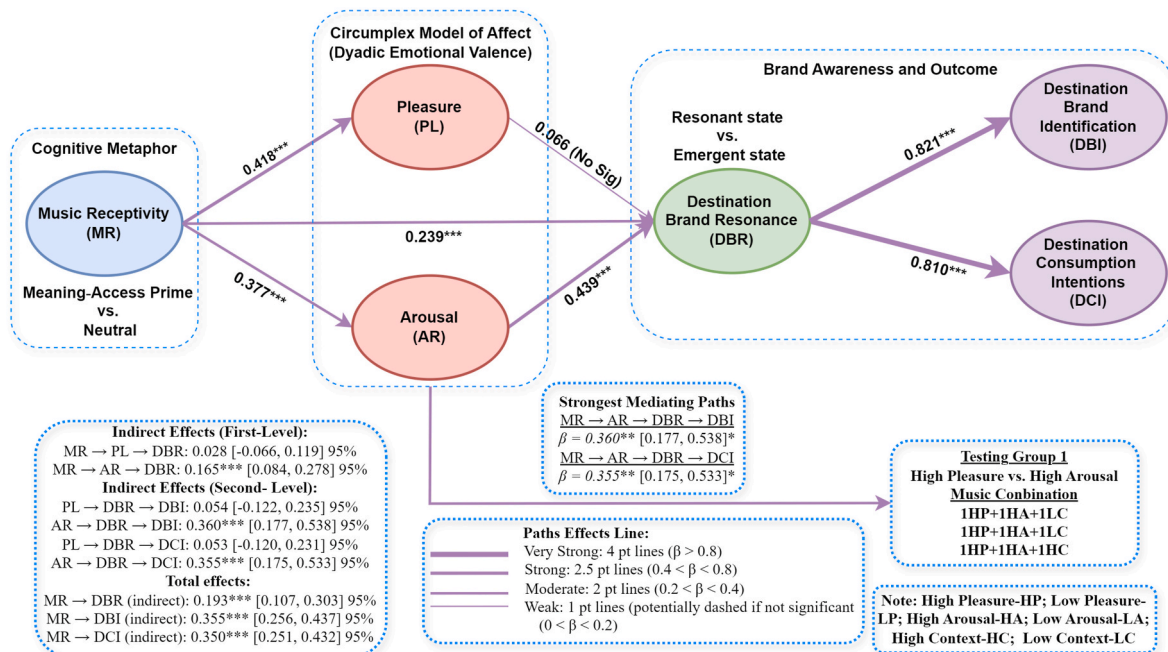 Circumplex Model of Affect
(Dyadic Emotional Valence)
Brand Awareness and Outcome
Cognitive Metaphor
Music Receptivity
(MR)
Meaning-Access Prime
vs.
Neutral
Pleasure
(PL)
Arousal
(AR)
Resonant state
vs.
Emergent state
Destination
Brand Resonance
(DBR)
Destination
Brand
Identification
(DBI)
Destination
Consumption
Intentions
(DCI)
0.418***
0.066 (No Sig)
0.239***
0.377***
0.439***
0.821***
0.810***
Indirect Effects (First-Level):
MR → PL → DBR: 0.028 [-0.066, 0.119] 95%
MR → AR → DBR: 0.165*** [0.084, 0.278] 95%
Indirect Effects (Second- Level):
PL → DBR → DBI: 0.054 [-0.122, 0.235] 95%
AR → DBR → DBI: 0.360*** [0.177, 0.538] 95%
PL → DBR → DCI: 0.053 [-0.120, 0.231] 95%
AR → DBR → DCI: 0.355*** [0.175, 0.533] 95%
Total effects:
MR → DBR (indirect): 0.193*** [0.107, 0.303] 95%
MR → DBI (indirect): 0.355*** [0.256, 0.437] 95%
MR → DCI (indirect): 0.350*** [0.251, 0.432] 95%
Strongest Mediating Paths
MR → AR → DBR → DBI
β = 0.360** [0.177, 0.538]*
MR → AR → DBR → DCI
β = 0.355** [0.175, 0.533]*
Paths Effects Line:
Very Strong: 4 pt lines (β > 0.8)
Strong: 2.5 pt lines (0.4 < β < 0.8)
Moderate: 2 pt lines (0.2 < β < 0.4)
Weak: 1 pt lines (potentially dashed if not significant
(0 < β < 0.2)
Testing Group 1
High Pleasure vs. High Arousal
Music Conbination
1HP+1HA+1LC
1HP+1HA+1LC
1HP+1HA+1HC
Note: High Pleasure-HP; Low Pleasure-
LP; High Arousal-HA; Low Arousal-LA;
High Context-HC; Low Context-LC